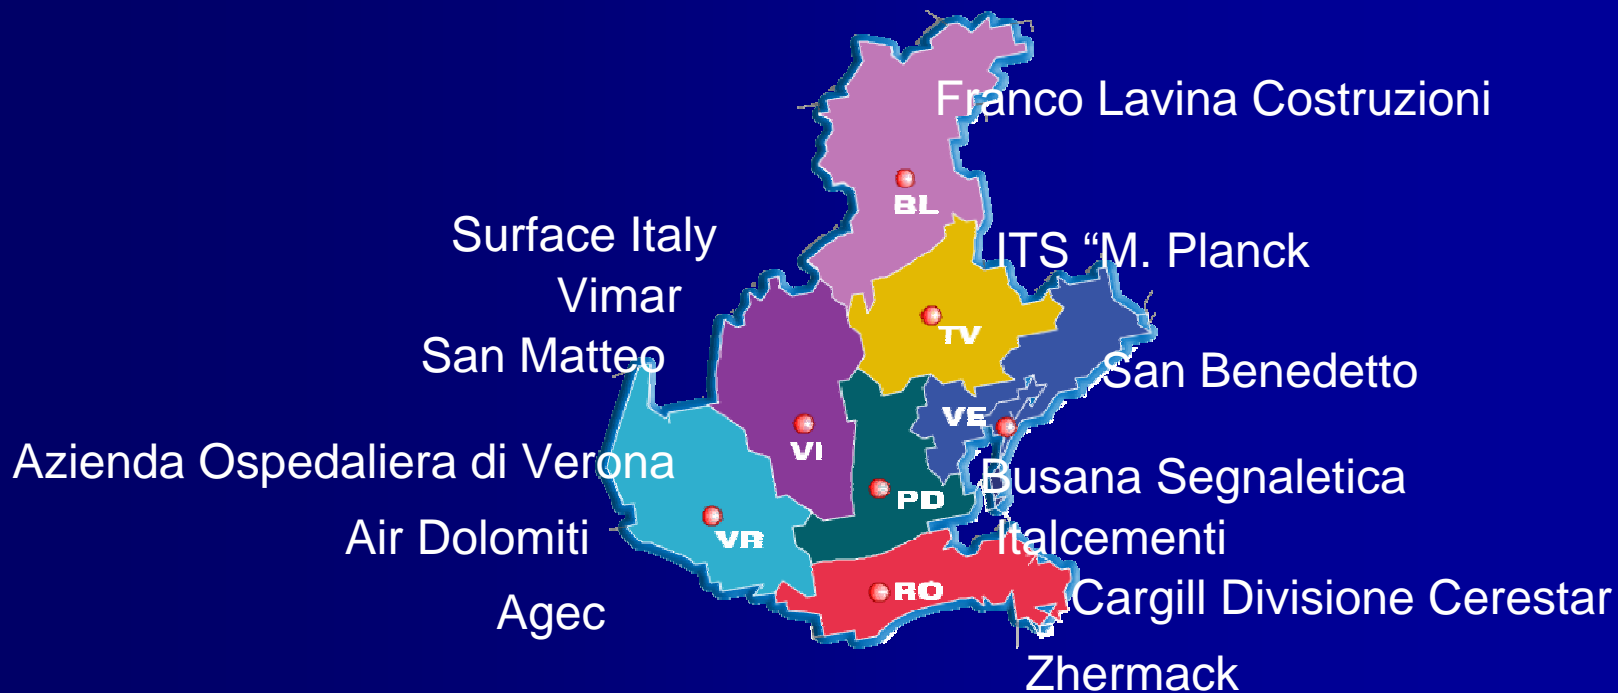 Franco Lavina Costruzioni
BL
Surface Italy
ITS “M. Planck
Vimar
TV
San Matteo
San Benedetto
VE
VI
Azienda Ospedaliera di Verona
Busana Segnaletica
PD
Air Dolomiti
VR
Italcementi
RO
Cargill Divisione Cerestar
Agec
Zhermack